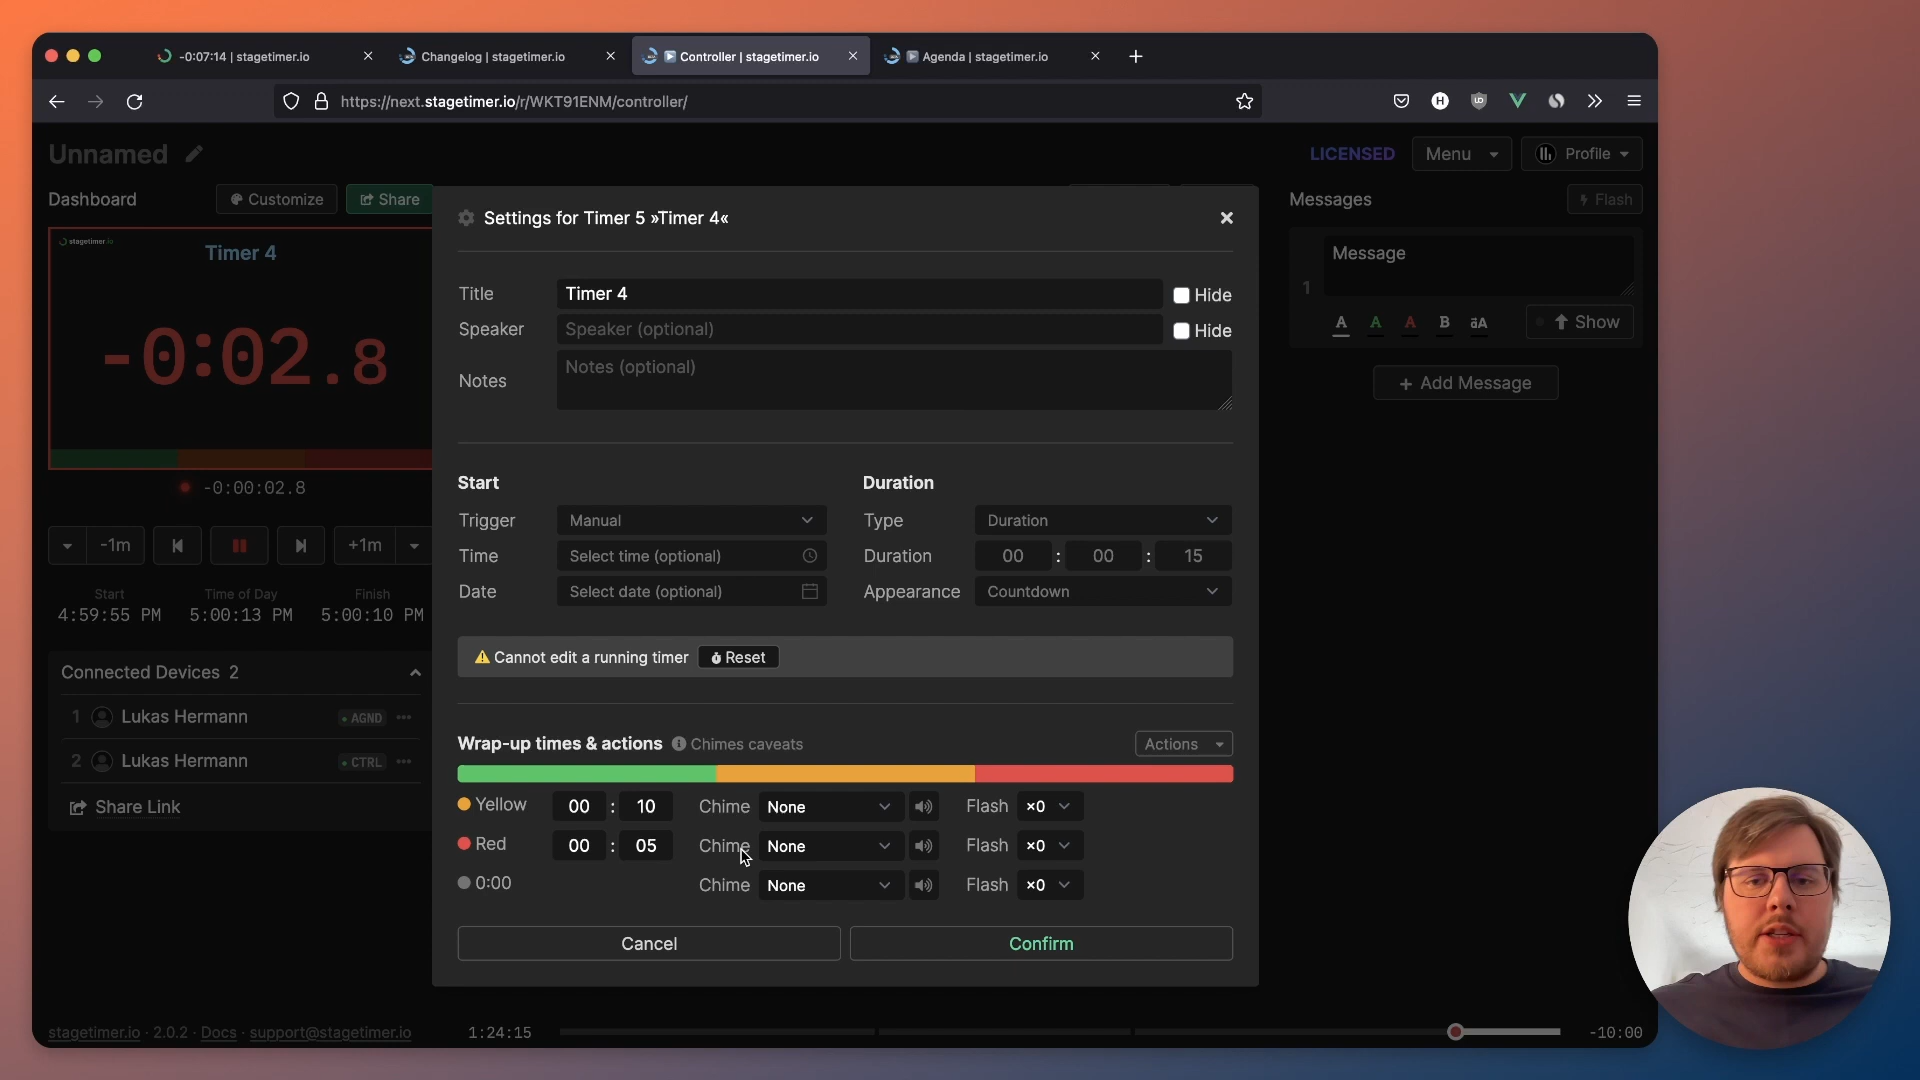 -0:07:14 | stagetimer.io
Changelog | stagetimer.io
Controller | stagetimer.io
Agenda | stagetimer.io
https://next.stagetimer.io/r/WKT91ENM/controller/
Unnamed
LICENSED
Menu
Profile
Dashboard
Customize
Share
stagetimer.io
Timer 4
-0:02.8
-0:00:02.8
-1m
+1m
Start
Time of Day
Finish
4:59:55 PM
5:00:13 PM
5:00:10 PM
Connected Devices 2
1 Lukas Hermann
AGND
2 Lukas Hermann
CTRL
Share Link
Settings for Timer 5 »Timer 4«
Title
Timer 4
Hide
Speaker
Speaker (optional)
Hide
Notes
Notes (optional)
Start
Duration
Trigger
Manual
Type
Duration
Time
Select time (optional)
Duration
00 : 00 : 15
Date
Select date (optional)
Appearance
Countdown
Cannot edit a running timer
Reset
Wrap-up times & actions
Chimes caveats
Actions
Yellow
00 : 10
Chime
None
Flash
×0
Red
00 : 05
Chime
None
Flash
×0
0:00
Chime
None
Flash
×0
Cancel
Confirm
Messages
Flash
1
Message
A A A B aA
Show
+ Add Message
stagetimer.io · 2.0.2 · Docs · support@stagetimer.io
1:24:15
-10:00